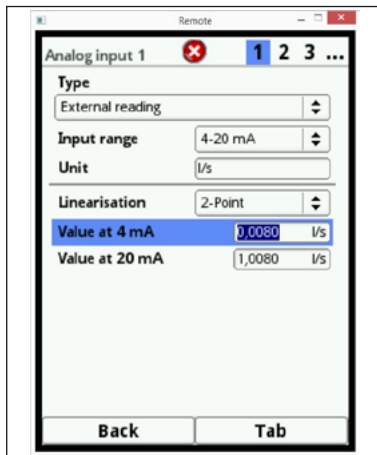 Remote
Analog input 1 1 2 3 ...
Type
External reading
Input range 4-20 mA
Unit l/s
Linearisation 2-Point
Value at 4 mA 0,0080 l/s
Value at 20 mA 1,0080 l/s
Back Tab